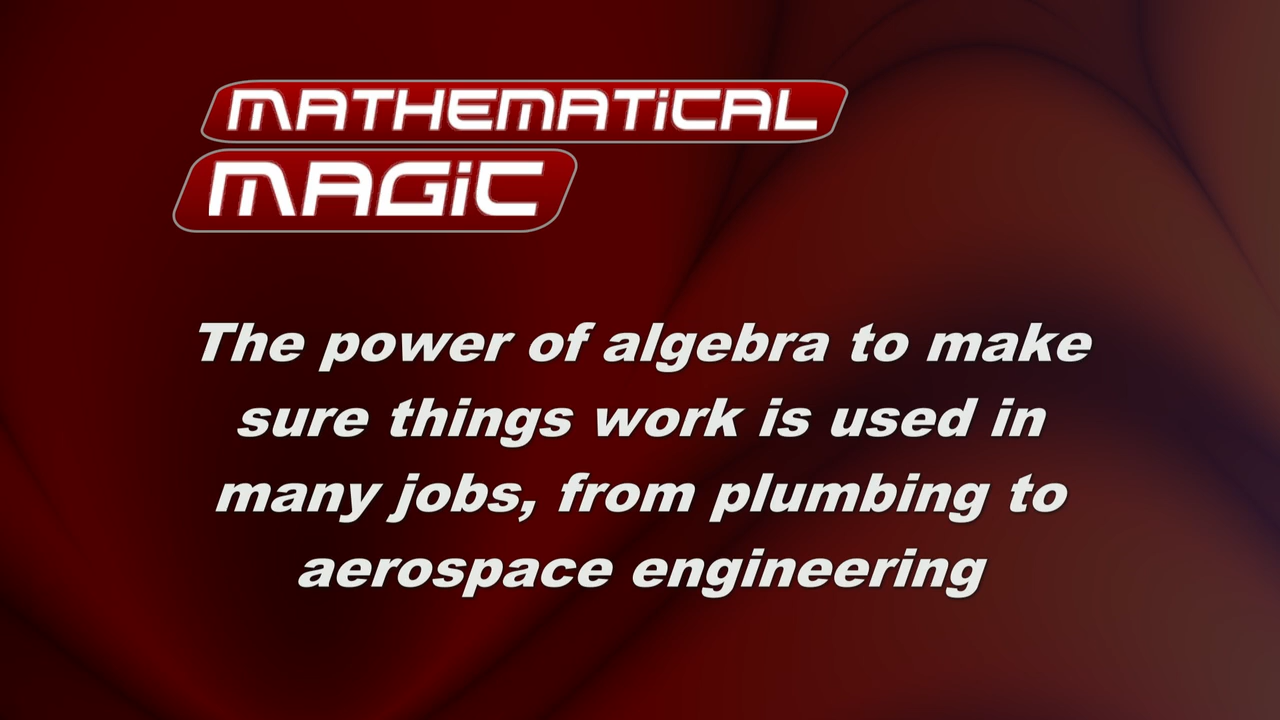 MATHEMATICAL
MAGIC
The power of algebra to make
sure things work is used in
many jobs, from plumbing to
aerospace engineering